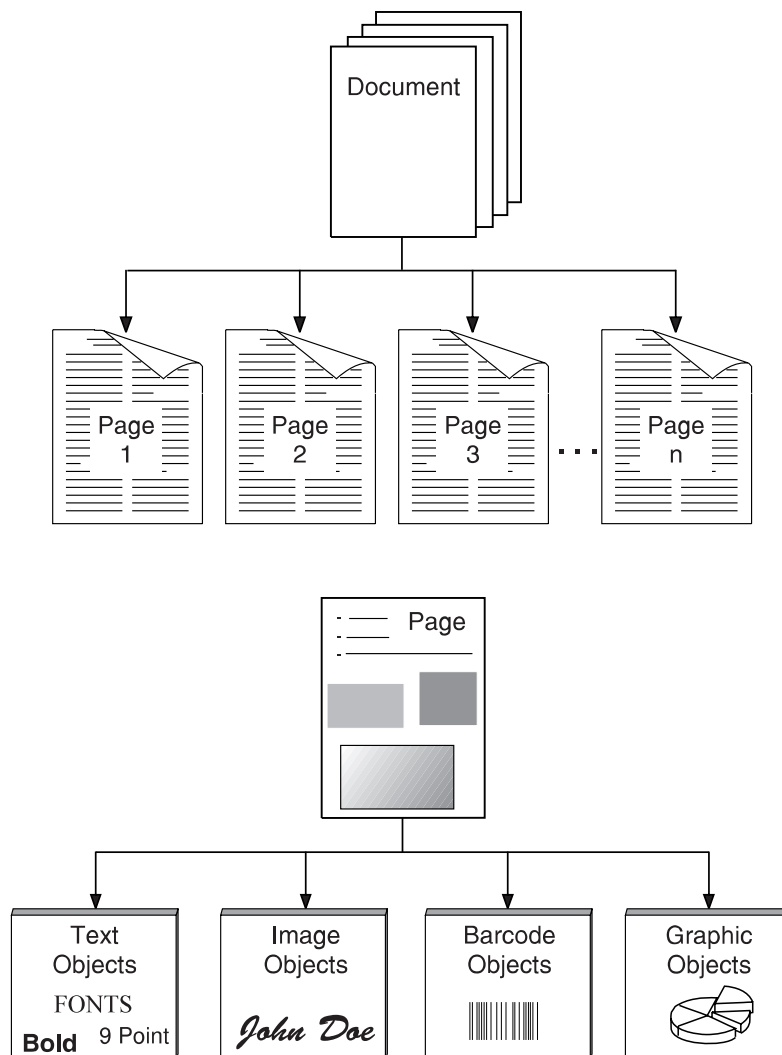 Document
Page
1
Page
2
Page
3
. . . .
Page
n
Page
Text
Objects
FONTS
Bold 9 Point
Image
Objects
John Doe
Barcode
Objects
Graphic
Objects